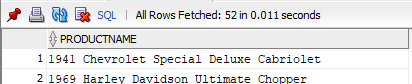 SQL | All Rows Fetched: 52 in 0.011 seconds
PRODUCTNAME
1 1941 Chevrolet Special Deluxe Cabriolet
2 1969 Harley Davidson Ultimate Chopper